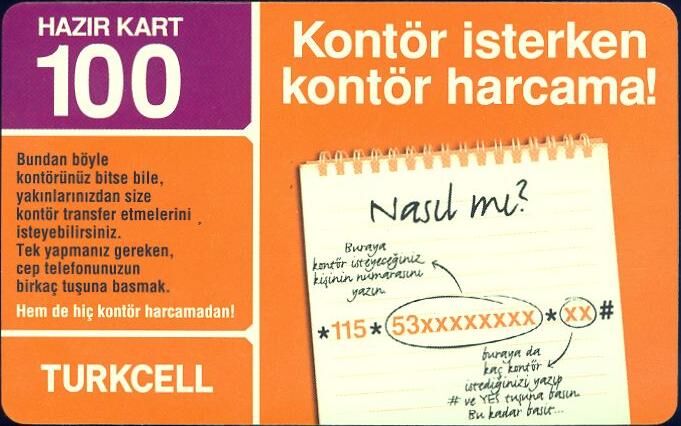 HAZIR KART
100
Kontör isterken
kontör harcama!
Bundan böyle
kontörünüz bitse bile,
yakınlarınızdan size
kontör transfer etmelerini
isteyebilirsiniz.
Tek yapmanız gereken,
cep telefonunuzun
birkaç tuşuna basmak.
Hem de hiç kontör harcamadan!
TURKCELL
Nasıl mı?
Buraya
kontör isteyeceğiniz
kişinin numarasını
yazın.
*115*53xxxxxxxx*xx#
buraya da
kaç kontör
istediğinizi yazıp
# ve YES tuşuna basın.
Bu kadar basit...